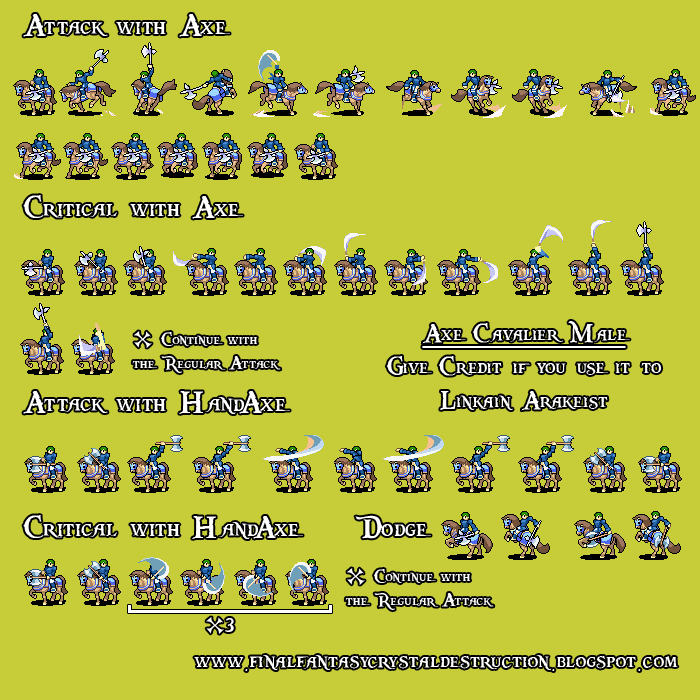 Attack with Axe
Critical with Axe
Continue with
the Regular Attack
Axe Cavalier Male
Give Credit if you use it to
Linkain Arakeist
Attack with HandAxe
Critical with HandAxe
Dodge
Continue with
the Regular Attack
x3
www.finalfantasycrystaldestruction.blogspot.com